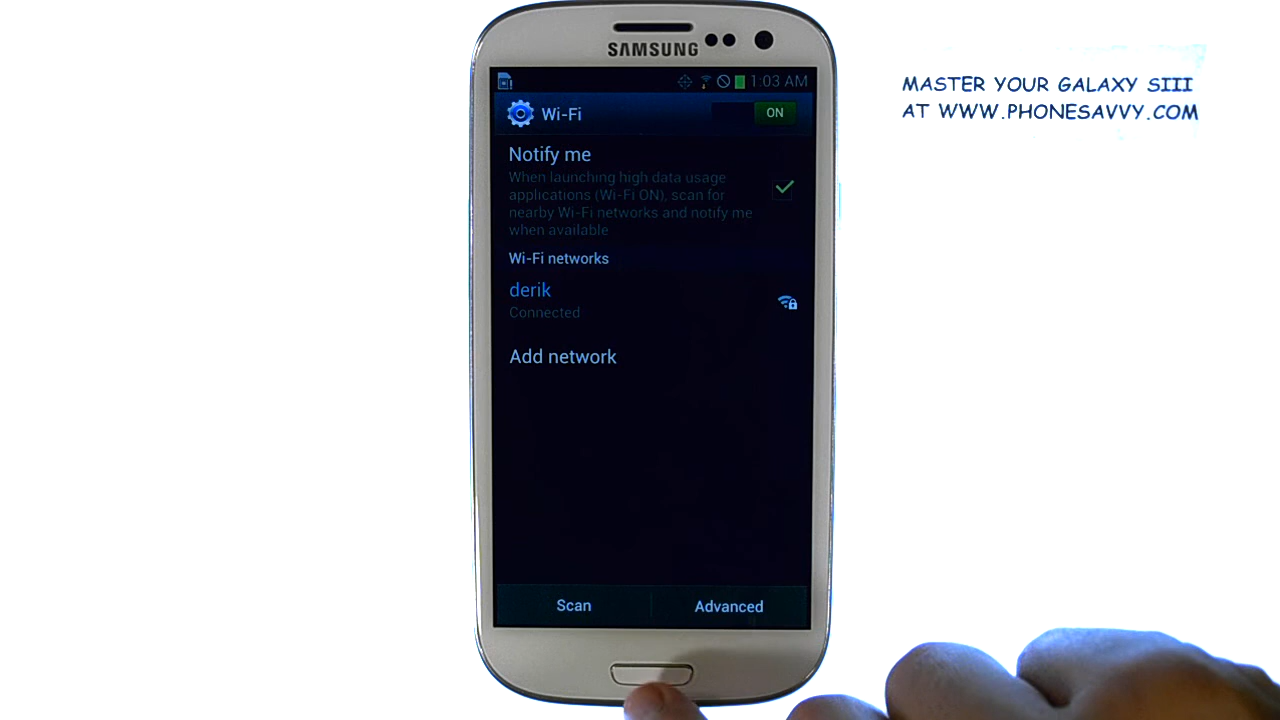 SAMSUNG
MASTER YOUR GALAXY SIII
AT WWW.PHONESAVVY.COM
1:03 AM
Wi-Fi
ON
Notify me
When launching high data usage
applications (Wi-Fi ON), scan for
nearby Wi-Fi networks and notify me
when available
Wi-Fi networks
derik
Connected
Add network
Scan
Advanced